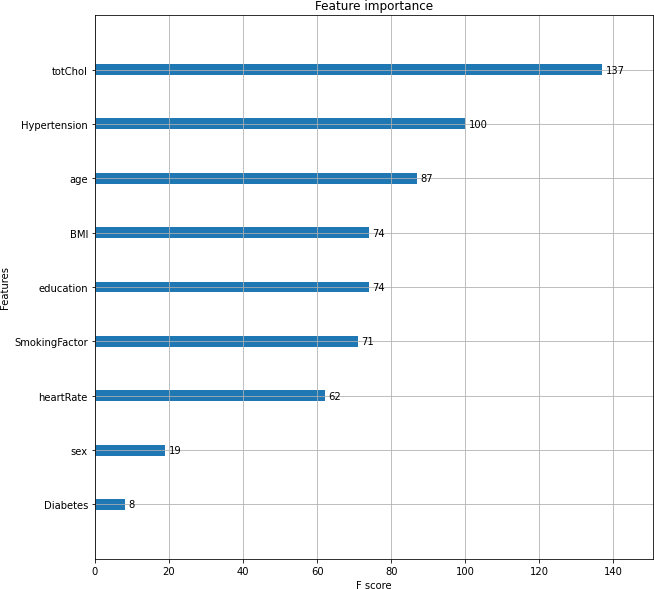 Feature importance
totChol
137
Hypertension
100
age
87
BMI
74
education
74
SmokingFactor
71
heartRate
62
sex
19
Diabetes
8
Features
0 20 40 60 80 100 120 140
F score